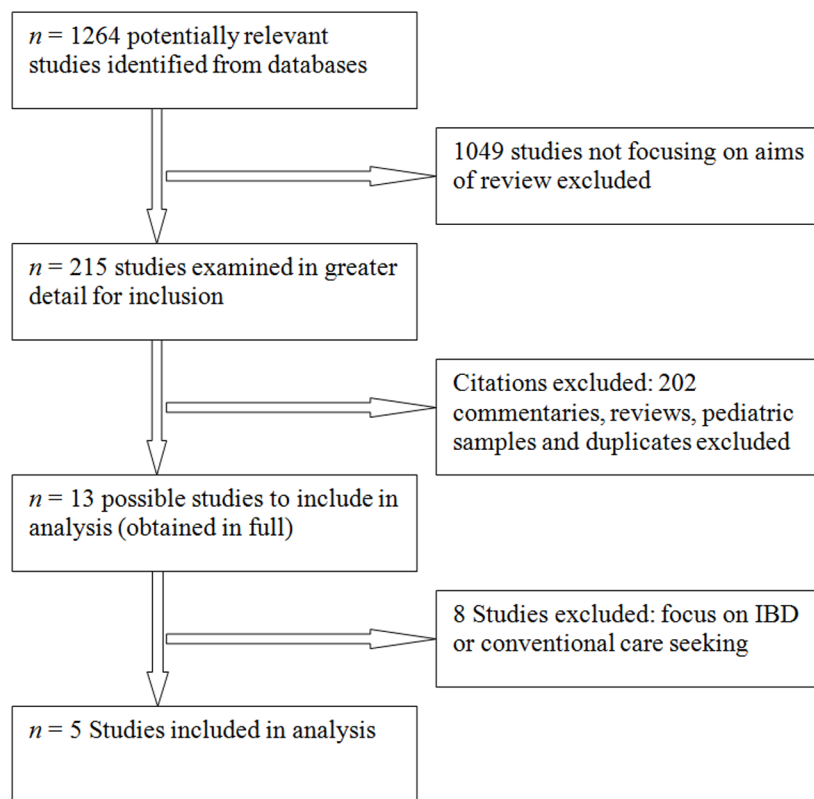 n = 1264 potentially relevant
studies identified from databases
1049 studies not focusing on aims
of review excluded
n = 215 studies examined in greater
detail for inclusion
Citations excluded: 202
commentaries, reviews, pediatric
samples and duplicates excluded
n = 13 possible studies to include in
analysis (obtained in full)
8 Studies excluded: focus on IBD
or conventional care seeking
n = 5 Studies included in analysis